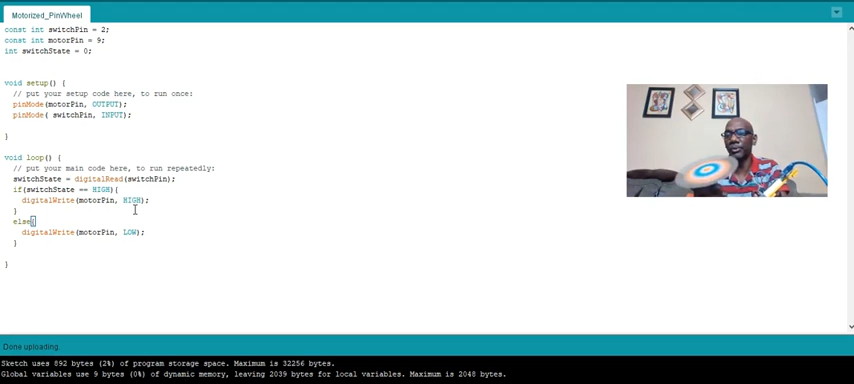 Motorized_PinWheel
const int switchPin = 2;
const int motorPin = 9;
int switchState = 0;
void setup() {
// put your setup code here, to run once:
pinMode(motorPin, OUTPUT);
pinMode( switchPin, INPUT);
}
void loop() {
// put your main code here, to run repeatedly:
switchState = digitalRead(switchPin);
if(switchState == HIGH){
digitalWrite(motorPin, HIGH);
}
else{
digitalWrite(motorPin, LOW);
}
}
Done uploading.
Sketch uses 892 bytes (2%) of program storage space. Maximum is 32256 bytes.
Global variables use 9 bytes (0%) of dynamic memory, leaving 2039 bytes for local variables. Maximum is 2048 bytes.